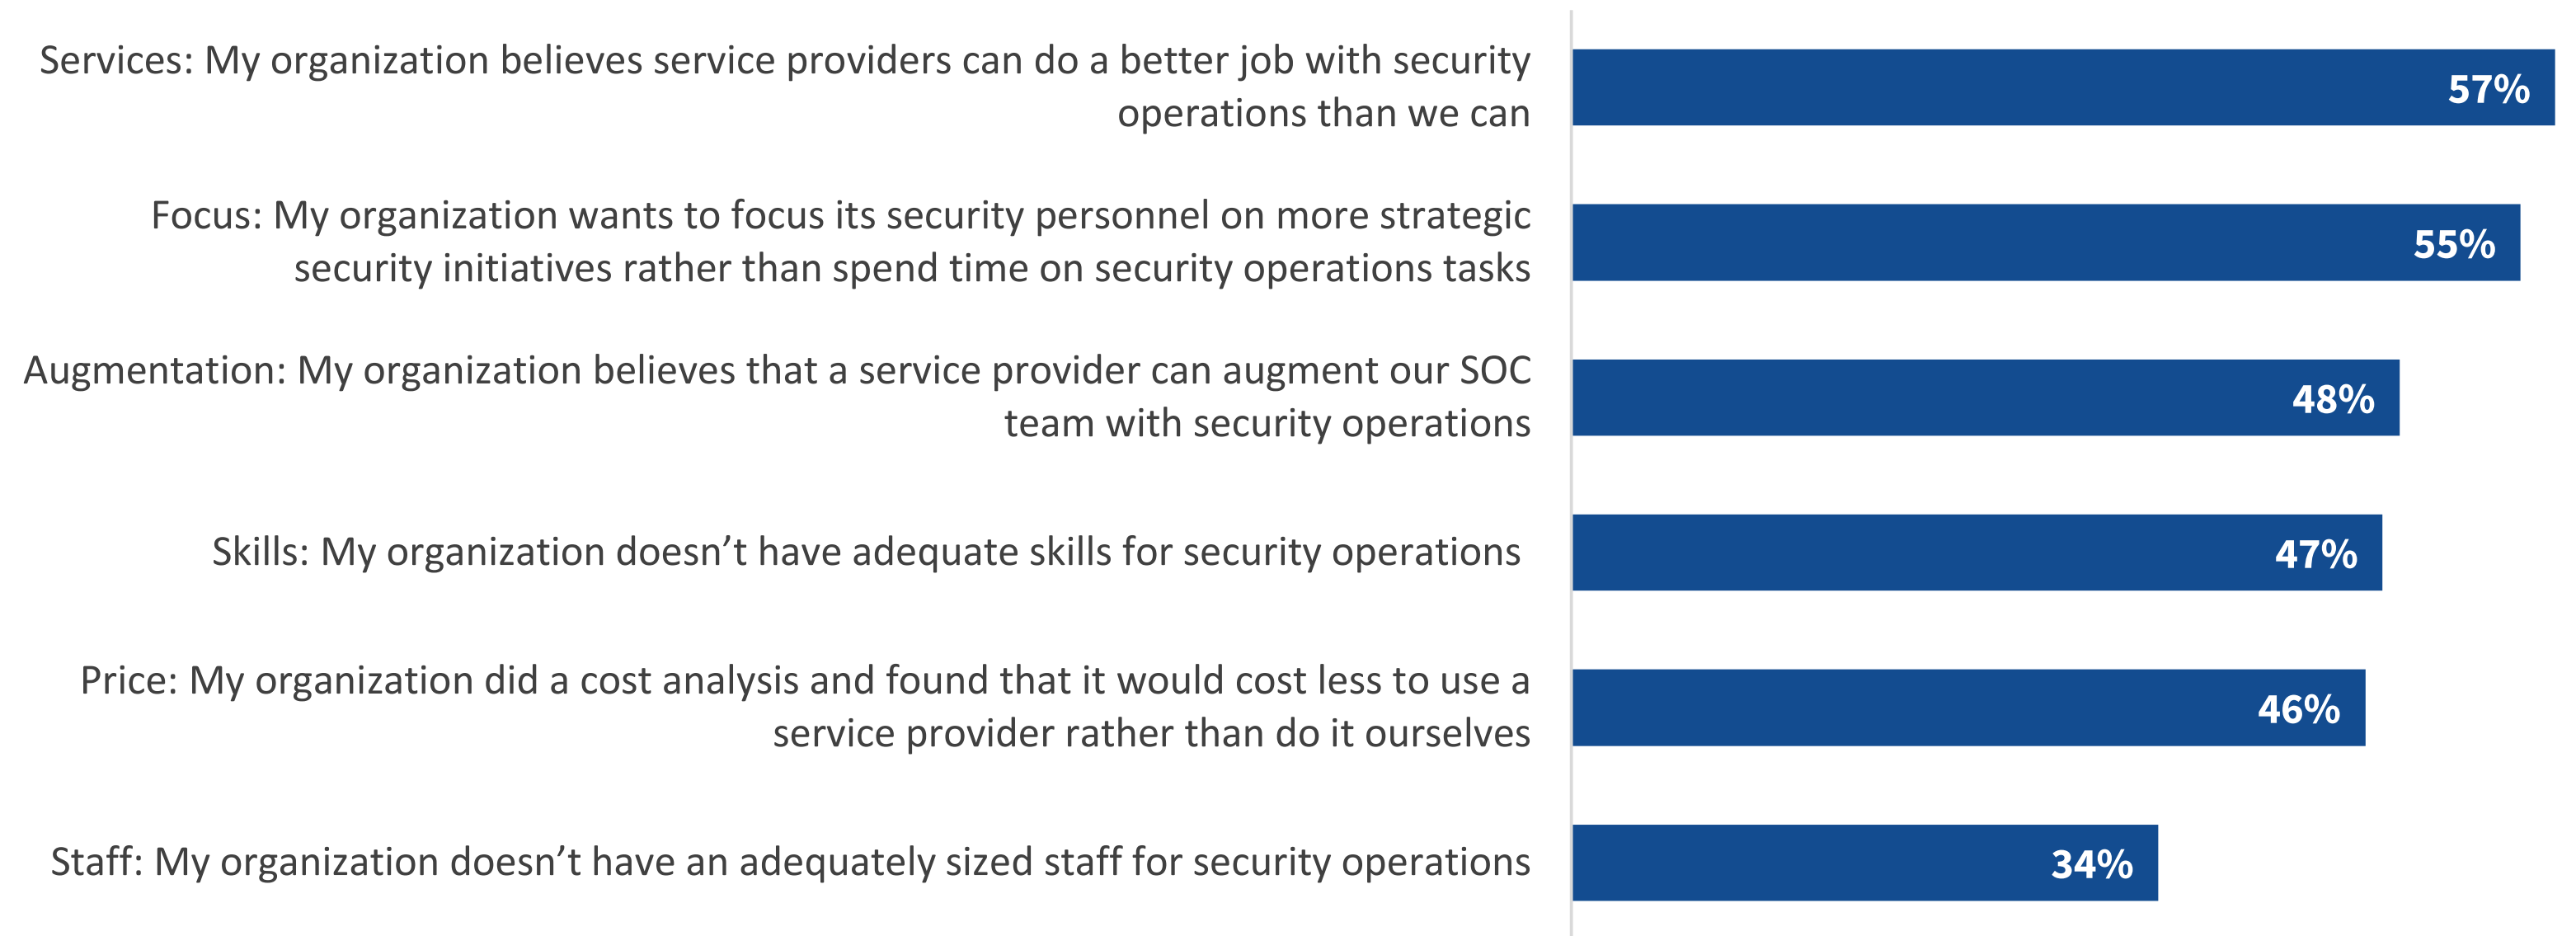 Services: My organization believes service providers can do a better job with security
operations than we can
57%
Focus: My organization wants to focus its security personnel on more strategic
security initiatives rather than spend time on security operations tasks
55%
Augmentation: My organization believes that a service provider can augment our SOC
team with security operations
48%
Skills: My organization doesn’t have adequate skills for security operations
47%
Price: My organization did a cost analysis and found that it would cost less to use a
service provider rather than do it ourselves
46%
Staff: My organization doesn’t have an adequately sized staff for security operations
34%